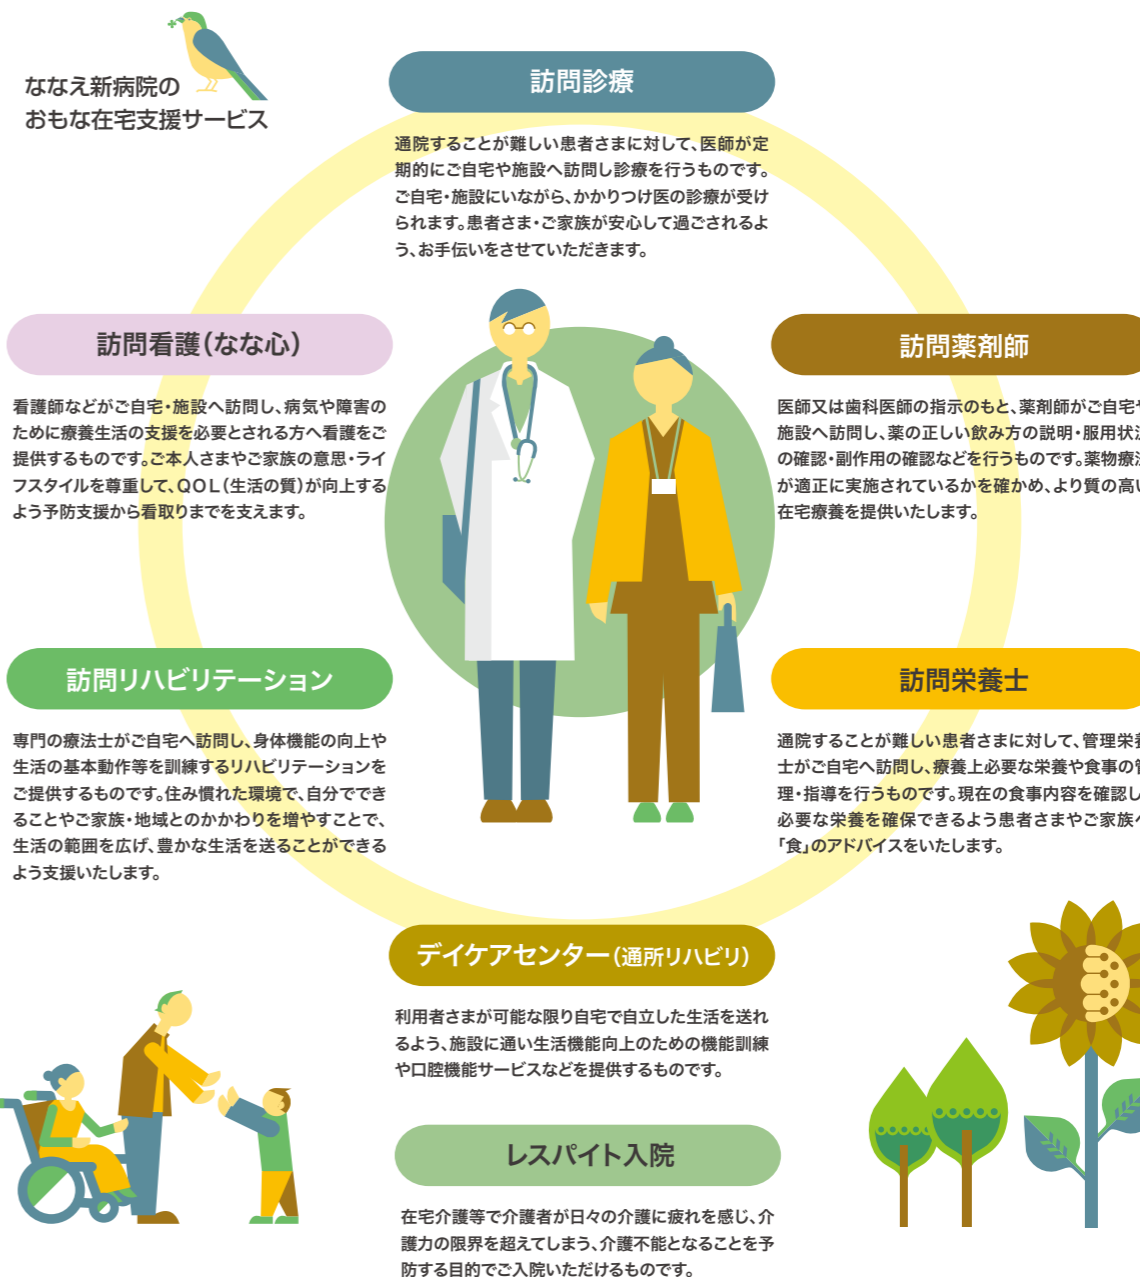 ななえ新病院の
おもな在宅支援サービス
訪問診療
通院することが難しい患者さまに対して、医師が定
期的にご自宅や施設へ訪問し診療を行うものです。
ご自宅・施設にいながら、かかりつけ医の診療が受け
られます。患者さま・ご家族が安心して過ごされるよ
う、お手伝いをさせていただきます。
訪問看護（なな心）
看護師などがご自宅・施設へ訪問し、病気や障害の
ために療養生活の支援を必要とされる方へ看護をご
提供するものです。ご本人さまやご家族の意思・ライ
フスタイルを尊重して、QOL（生活の質）が向上する
よう予防支援から看取りまでを支えます。
訪問薬剤師
医師又は歯科医師の指示のもと、薬剤師がご自宅や
施設へ訪問し、薬の正しい飲み方の説明・服用状況
の確認・副作用の確認などを行うものです。薬物療法
が適正に実施されているかを確かめ、より質の高い
在宅療養を提供いたします。
訪問リハビリテーション
専門の療法士がご自宅へ訪問し、身体機能の向上や
生活の基本動作等を訓練するリハビリテーションを
ご提供するものです。住み慣れた環境で、自分ででき
ることやご家族・地域とのかかわりを増やすことで、
生活の範囲を広げ、豊かな生活を送ることができる
よう支援いたします。
訪問栄養士
通院することが難しい患者さまに対して、管理栄養
士がご自宅へ訪問し、療養上必要な栄養や食事の管
理・指導を行うものです。現在の食事内容を確認し、
必要な栄養を確保できるよう患者さまやご家族へ
「食」のアドバイスをいたします。
デイケアセンター（通所リハビリ）
利用者さまが可能な限り自宅で自立した生活を送れ
るよう、施設に通い生活機能向上のための機能訓練
や口腔機能サービスなどを提供するものです。
レスパイト入院
在宅介護等で介護者が日々の介護に疲れを感じ、介
護力の限界を超えてしまう、介護不能となることを予
防する目的でご入院いただけるものです。